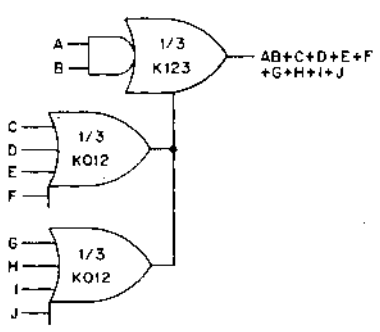 A
B
1/3
K123
AB+C+D+E+F
+G+H+I+J
C
D
E
F
1/3
K012
G
H
I
J
1/3
K012